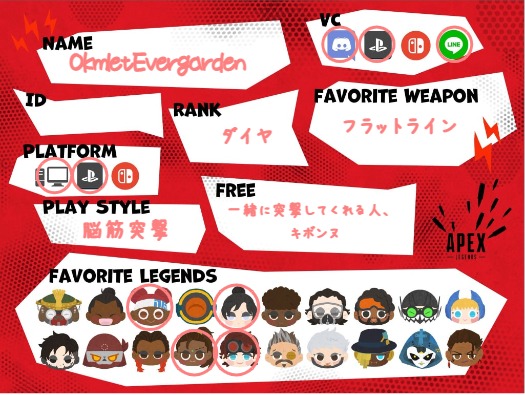 NAME
OkmletEvergarden
VC
LINE
ID
RANK
ダイヤ
FAVORITE WEAPON
フラットライン
PLATFORM
PLAY STYLE
脳筋突撃
FREE
一緒に突撃してくれる人、
キボンヌ
APEX
LEGENDS
FAVORITE LEGENDS